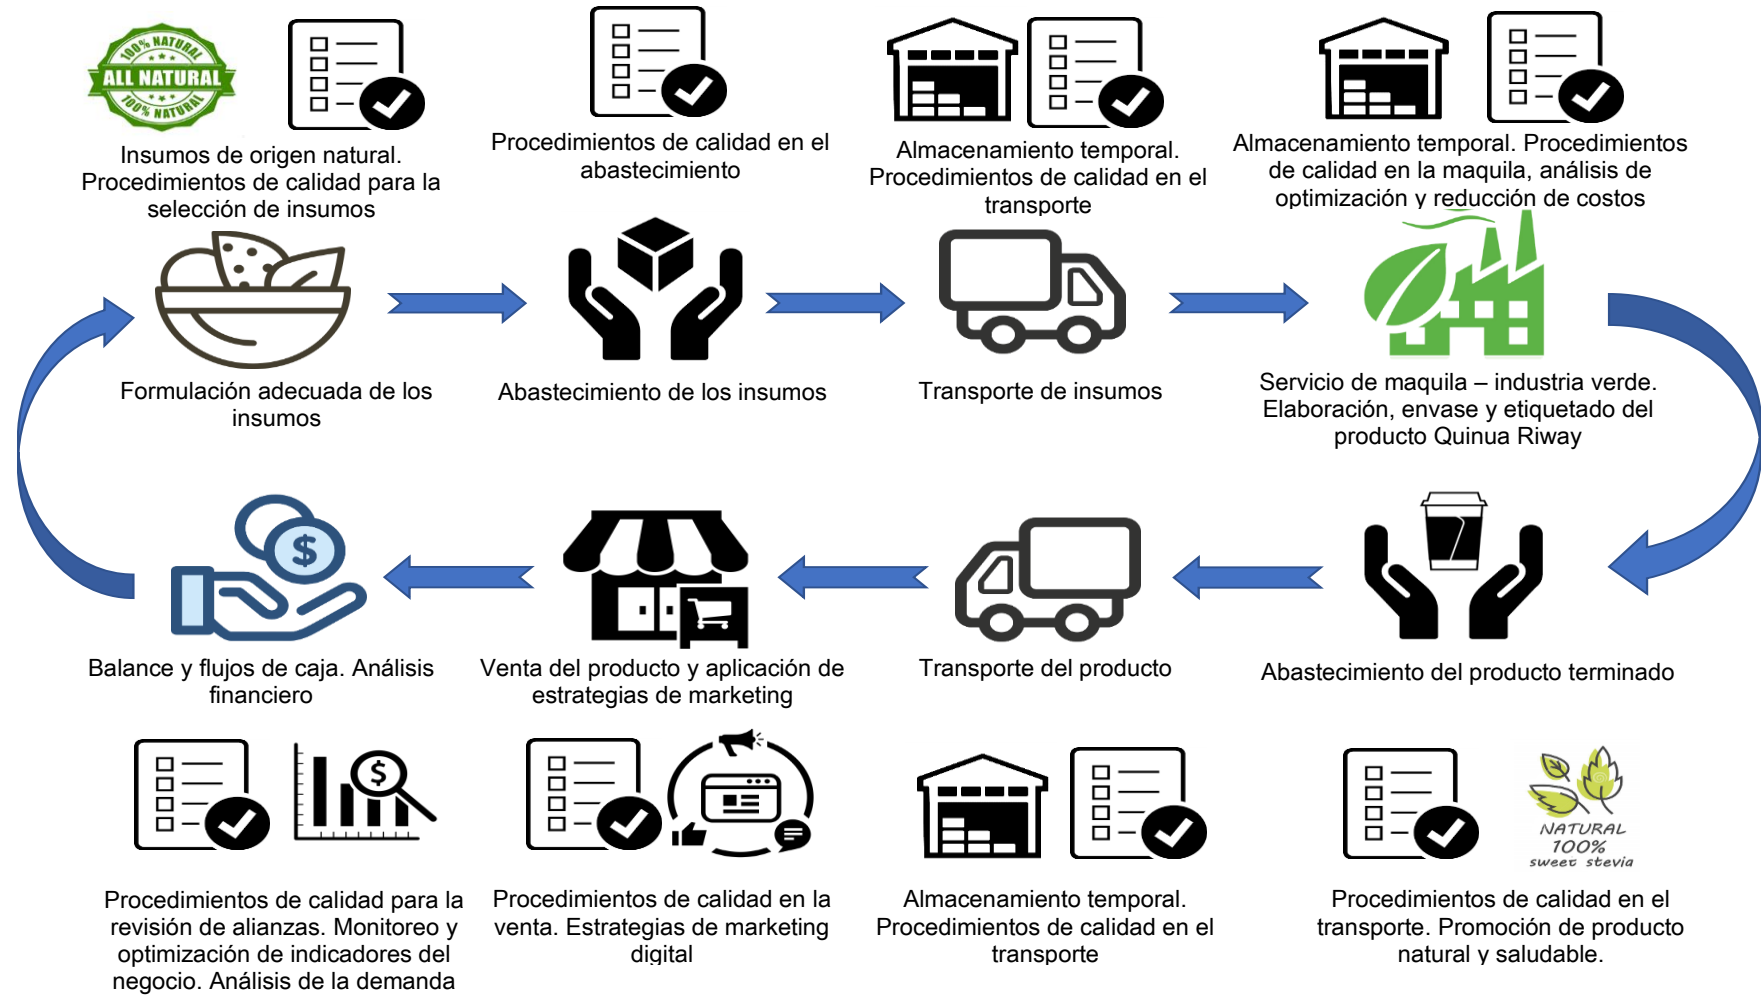 100% NATURAL
ALL NATURAL
100% NATURAL
Insumos de origen natural.
Procedimientos de calidad para la
selección de insumos
Procedimientos de calidad en el
abastecimiento
Almacenamiento temporal.
Procedimientos de calidad en el
transporte
Almacenamiento temporal. Procedimientos
de calidad en la maquila, análisis de
optimización y reducción de costos
Formulación adecuada de los
insumos
Abastecimiento de los insumos
Transporte de insumos
Servicio de maquila – industria verde.
Elaboración, envase y etiquetado del
producto Quinua Riway
$
Balance y flujos de caja. Análisis
financiero
Venta del producto y aplicación de
estrategias de marketing
Transporte del producto
Abastecimiento del producto terminado
$
NATURAL
100%
sweet stevia
Procedimientos de calidad para la
revisión de alianzas. Monitoreo y
optimización de indicadores del
negocio. Análisis de la demanda
Procedimientos de calidad en la
venta. Estrategias de marketing
digital
Almacenamiento temporal.
Procedimientos de calidad en el
transporte
Procedimientos de calidad en el
transporte. Promoción de producto
natural y saludable.